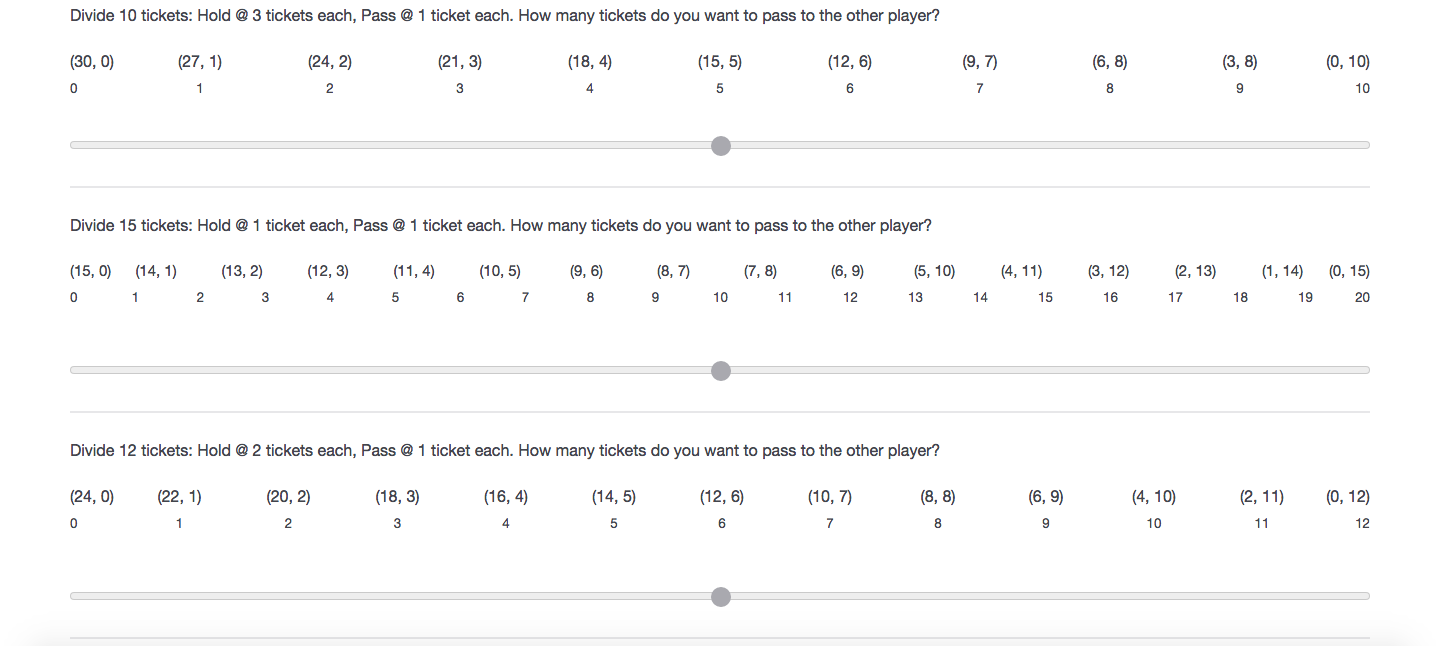 Divide 10 tickets: Hold @ 3 tickets each, Pass @ 1 ticket each. How many tickets do you want to pass to the other player?
(30, 0) (27, 1) (24, 2) (21, 3) (18, 4) (15, 5) (12, 6) (9, 7) (6, 8) (3, 8) (0, 10)
0 1 2 3 4 5 6 7 8 9 10
Divide 15 tickets: Hold @ 1 ticket each, Pass @ 1 ticket each. How many tickets do you want to pass to the other player?
(15, 0) (14, 1) (13, 2) (12, 3) (11, 4) (10, 5) (9, 6) (8, 7) (7, 8) (6, 9) (5, 10) (4, 11) (3, 12) (2, 13) (1, 14) (0, 15)
0 1 2 3 4 5 6 7 8 9 10 11 12 13 14 15 16 17 18 19 20
Divide 12 tickets: Hold @ 2 tickets each, Pass @ 1 ticket each. How many tickets do you want to pass to the other player?
(24, 0) (22, 1) (20, 2) (18, 3) (16, 4) (14, 5) (12, 6) (10, 7) (8, 8) (6, 9) (4, 10) (2, 11) (0, 12)
0 1 2 3 4 5 6 7 8 9 10 11 12